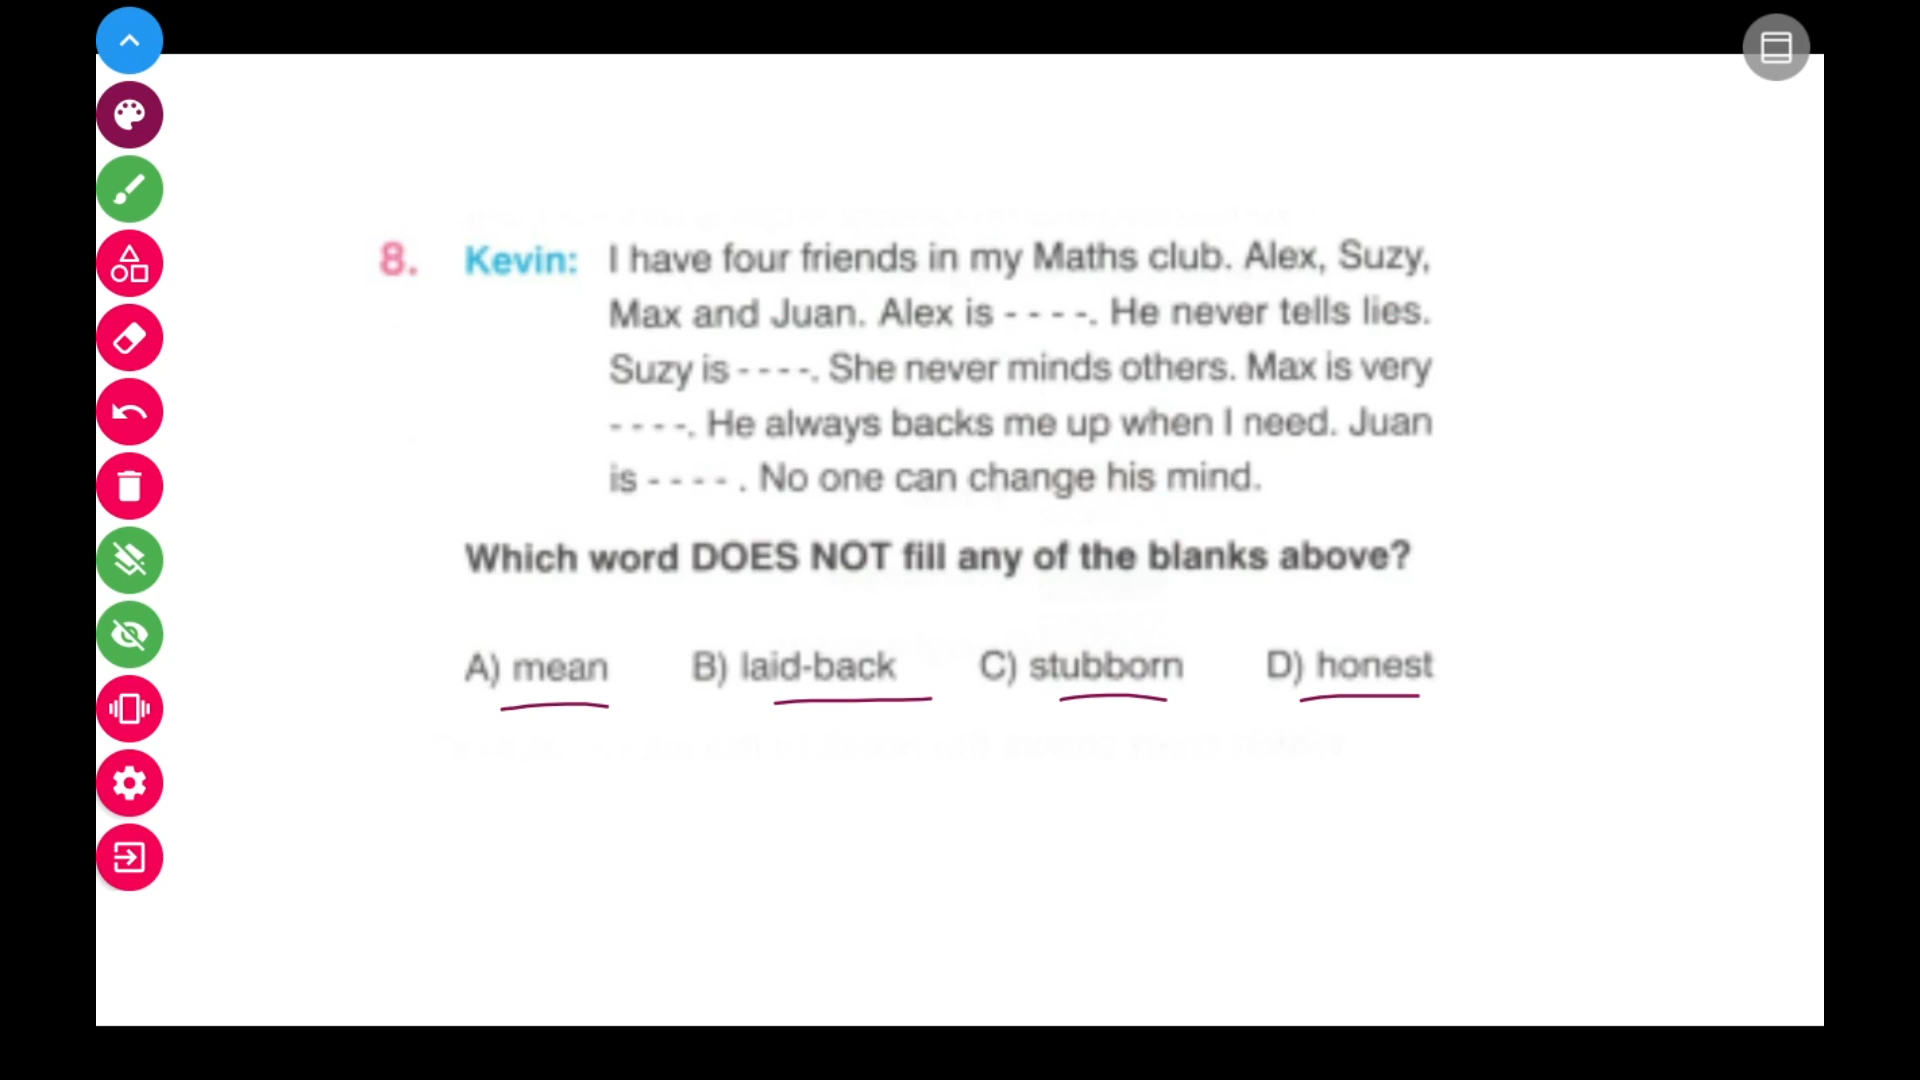 8. Kevin: I have four friends in my Maths club. Alex, Suzy,
Max and Juan. Alex is - - - -. He never tells lies.
Suzy is - - - -. She never minds others. Max is very
- - - -. He always backs me up when I need. Juan
is - - - - . No one can change his mind.
Which word DOES NOT fill any of the blanks above?
A) mean B) laid-back C) stubborn D) honest